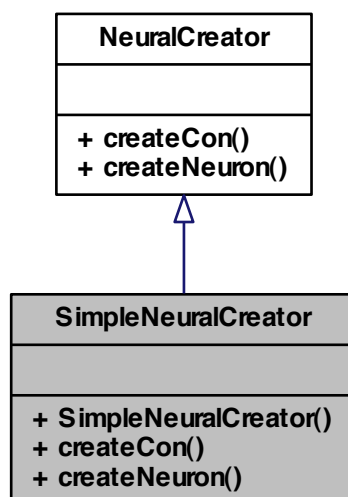 NeuralCreator
+ createCon()
+ createNeuron()
SimpleNeuralCreator
+ SimpleNeuralCreator()
+ createCon()
+ createNeuron()